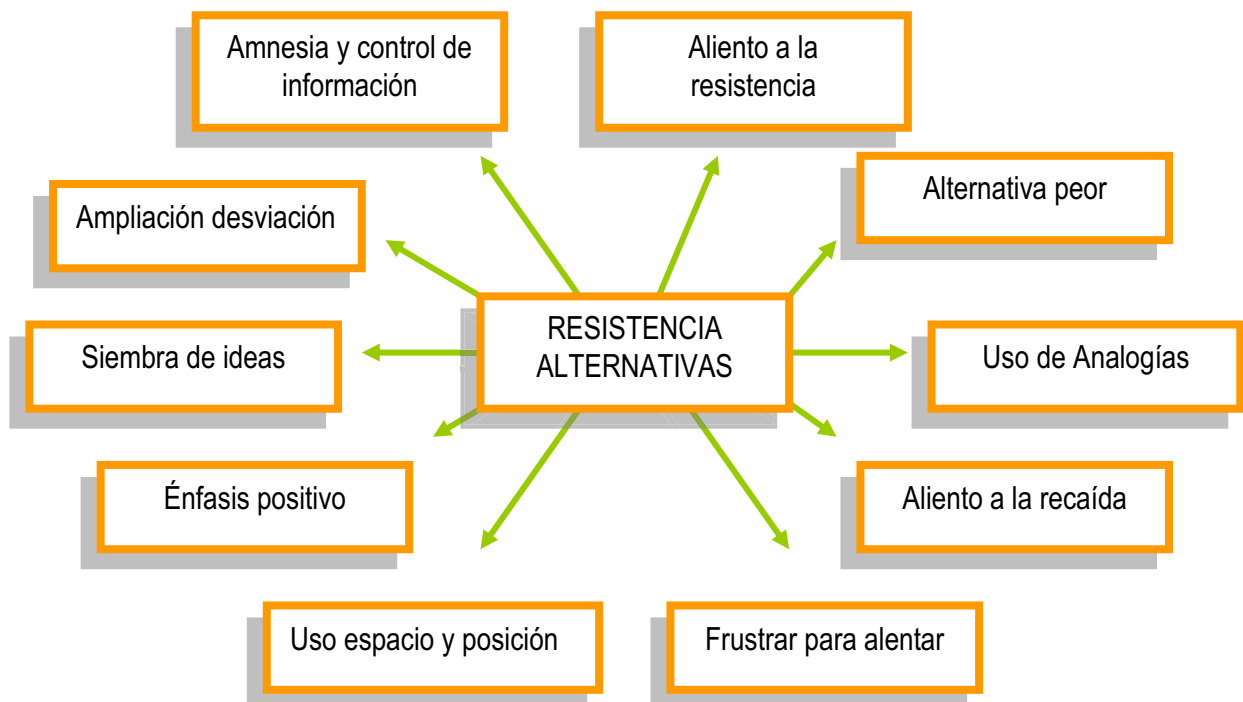 Amnesia y control de
información
Aliento a la
resistencia
Alternativa peor
Ampliación desviación
RESISTENCIA
ALTERNATIVAS
Siembra de ideas
Uso de Analogías
Énfasis positivo
Aliento a la recaída
Uso espacio y posición
Frustrar para alentar